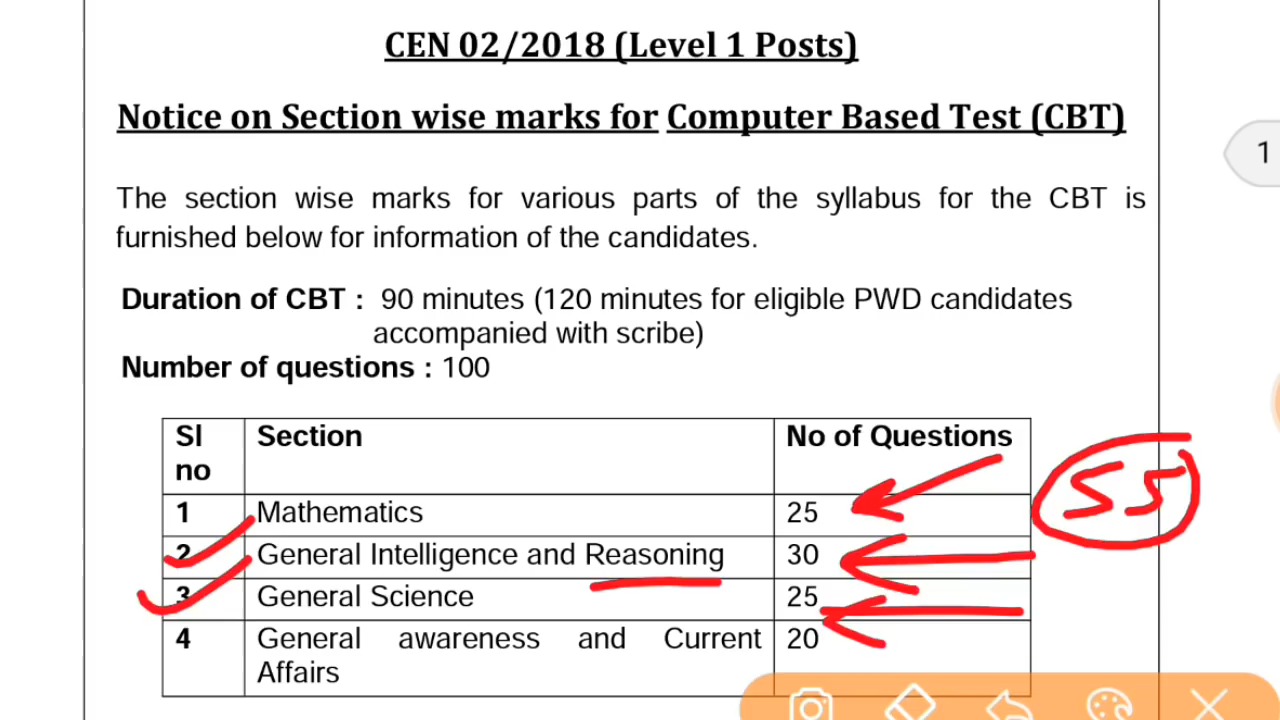 CEN 02/2018 (Level 1 Posts)
Notice on Section wise marks for Computer Based Test (CBT)
1
The section wise marks for various parts of the syllabus for the CBT is
furnished below for information of the candidates.
Duration of CBT : 90 minutes (120 minutes for eligible PWD candidates
accompanied with scribe)
Number of questions : 100
Sl no Section No of Questions
1 Mathematics 25
55
2 General Intelligence and Reasoning 30
3 General Science 25
4 General awareness and Current 20
Affairs